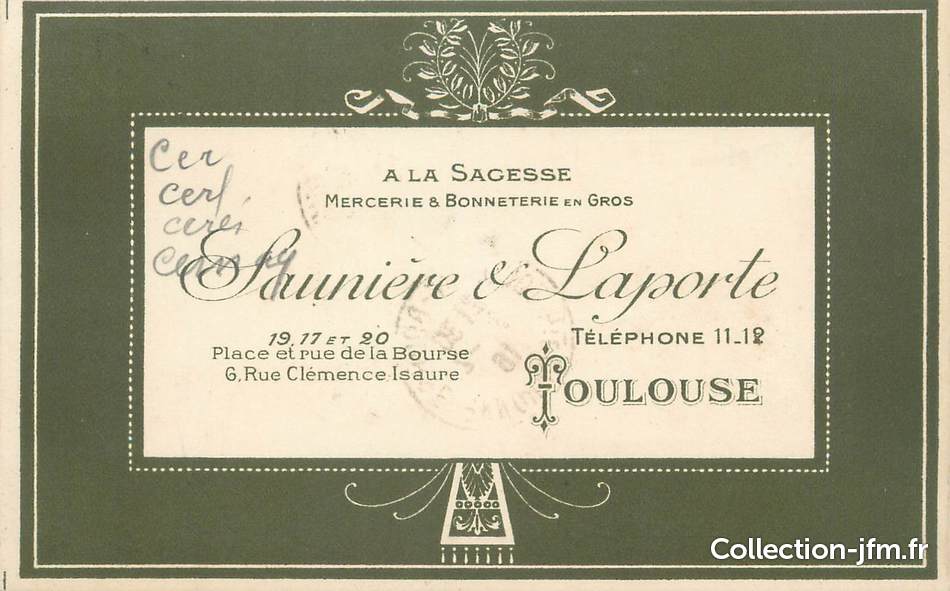 Cer
cerf
ceres
A LA SAGESSE
MERCERIE & BONNETERIE EN GROS
Saunière & Laporte
19, 17 ET 20
Place et rue de la Bourse
6, Rue Clémence Isaure
TÉLÉPHONE 11-12
TOULOUSE
Collection-jfm.fr